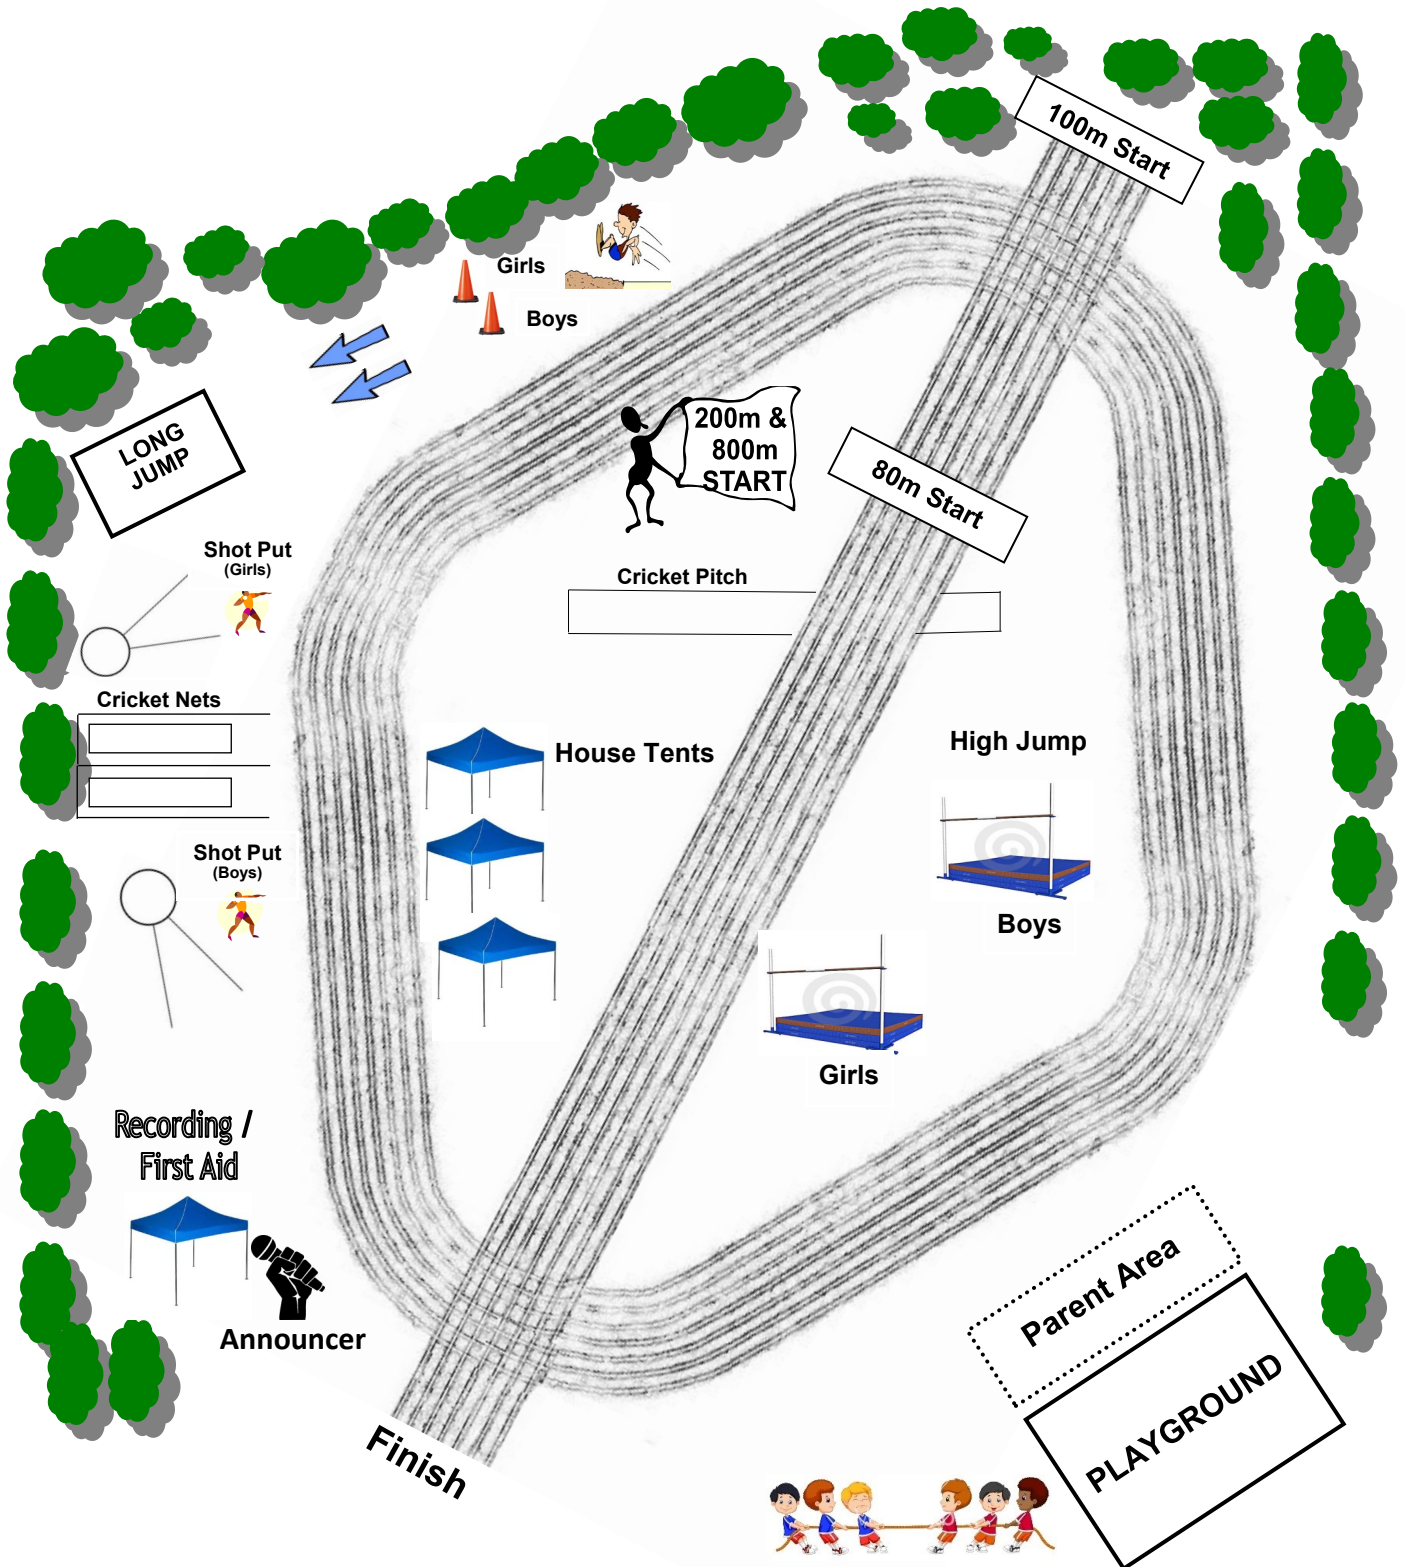 100m Start
Girls
Boys
200m &
800m
START
LONG
JUMP
80m Start
Shot Put
(Girls)
Cricket Pitch
Cricket Nets
House Tents
High Jump
Shot Put
(Boys)
Boys
Girls
Recording /
First Aid
Announcer
Parent Area
PLAYGROUND
Finish